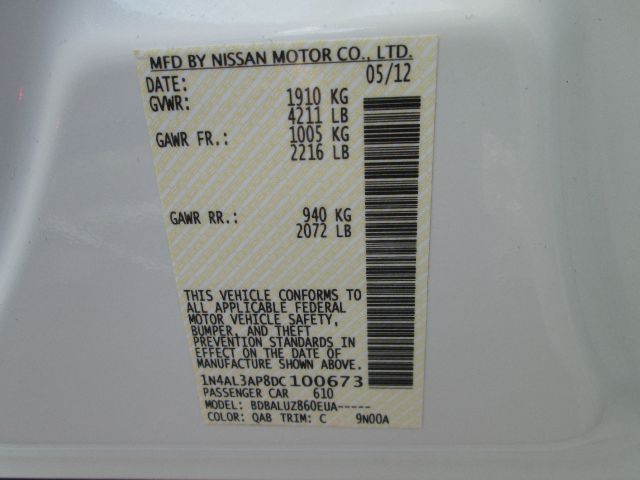 MFD BY NISSAN MOTOR CO., LTD.
DATE: 05/12
GVWR: 1910 KG
4211 LB
GAWR FR.: 1005 KG
2216 LB
GAWR RR.: 940 KG
2072 LB
THIS VEHICLE CONFORMS TO
ALL APPLICABLE FEDERAL
MOTOR VEHICLE SAFETY,
BUMPER, AND THEFT
PREVENTION STANDARDS IN
EFFECT ON THE DATE OF
MANUFACTURE SHOWN ABOVE.
1N4AL3AP8DC100673
PASSENGER CAR 610
MODEL: BDBALUZ860EUA-----
COLOR: QAB TRIM: C 9N00A